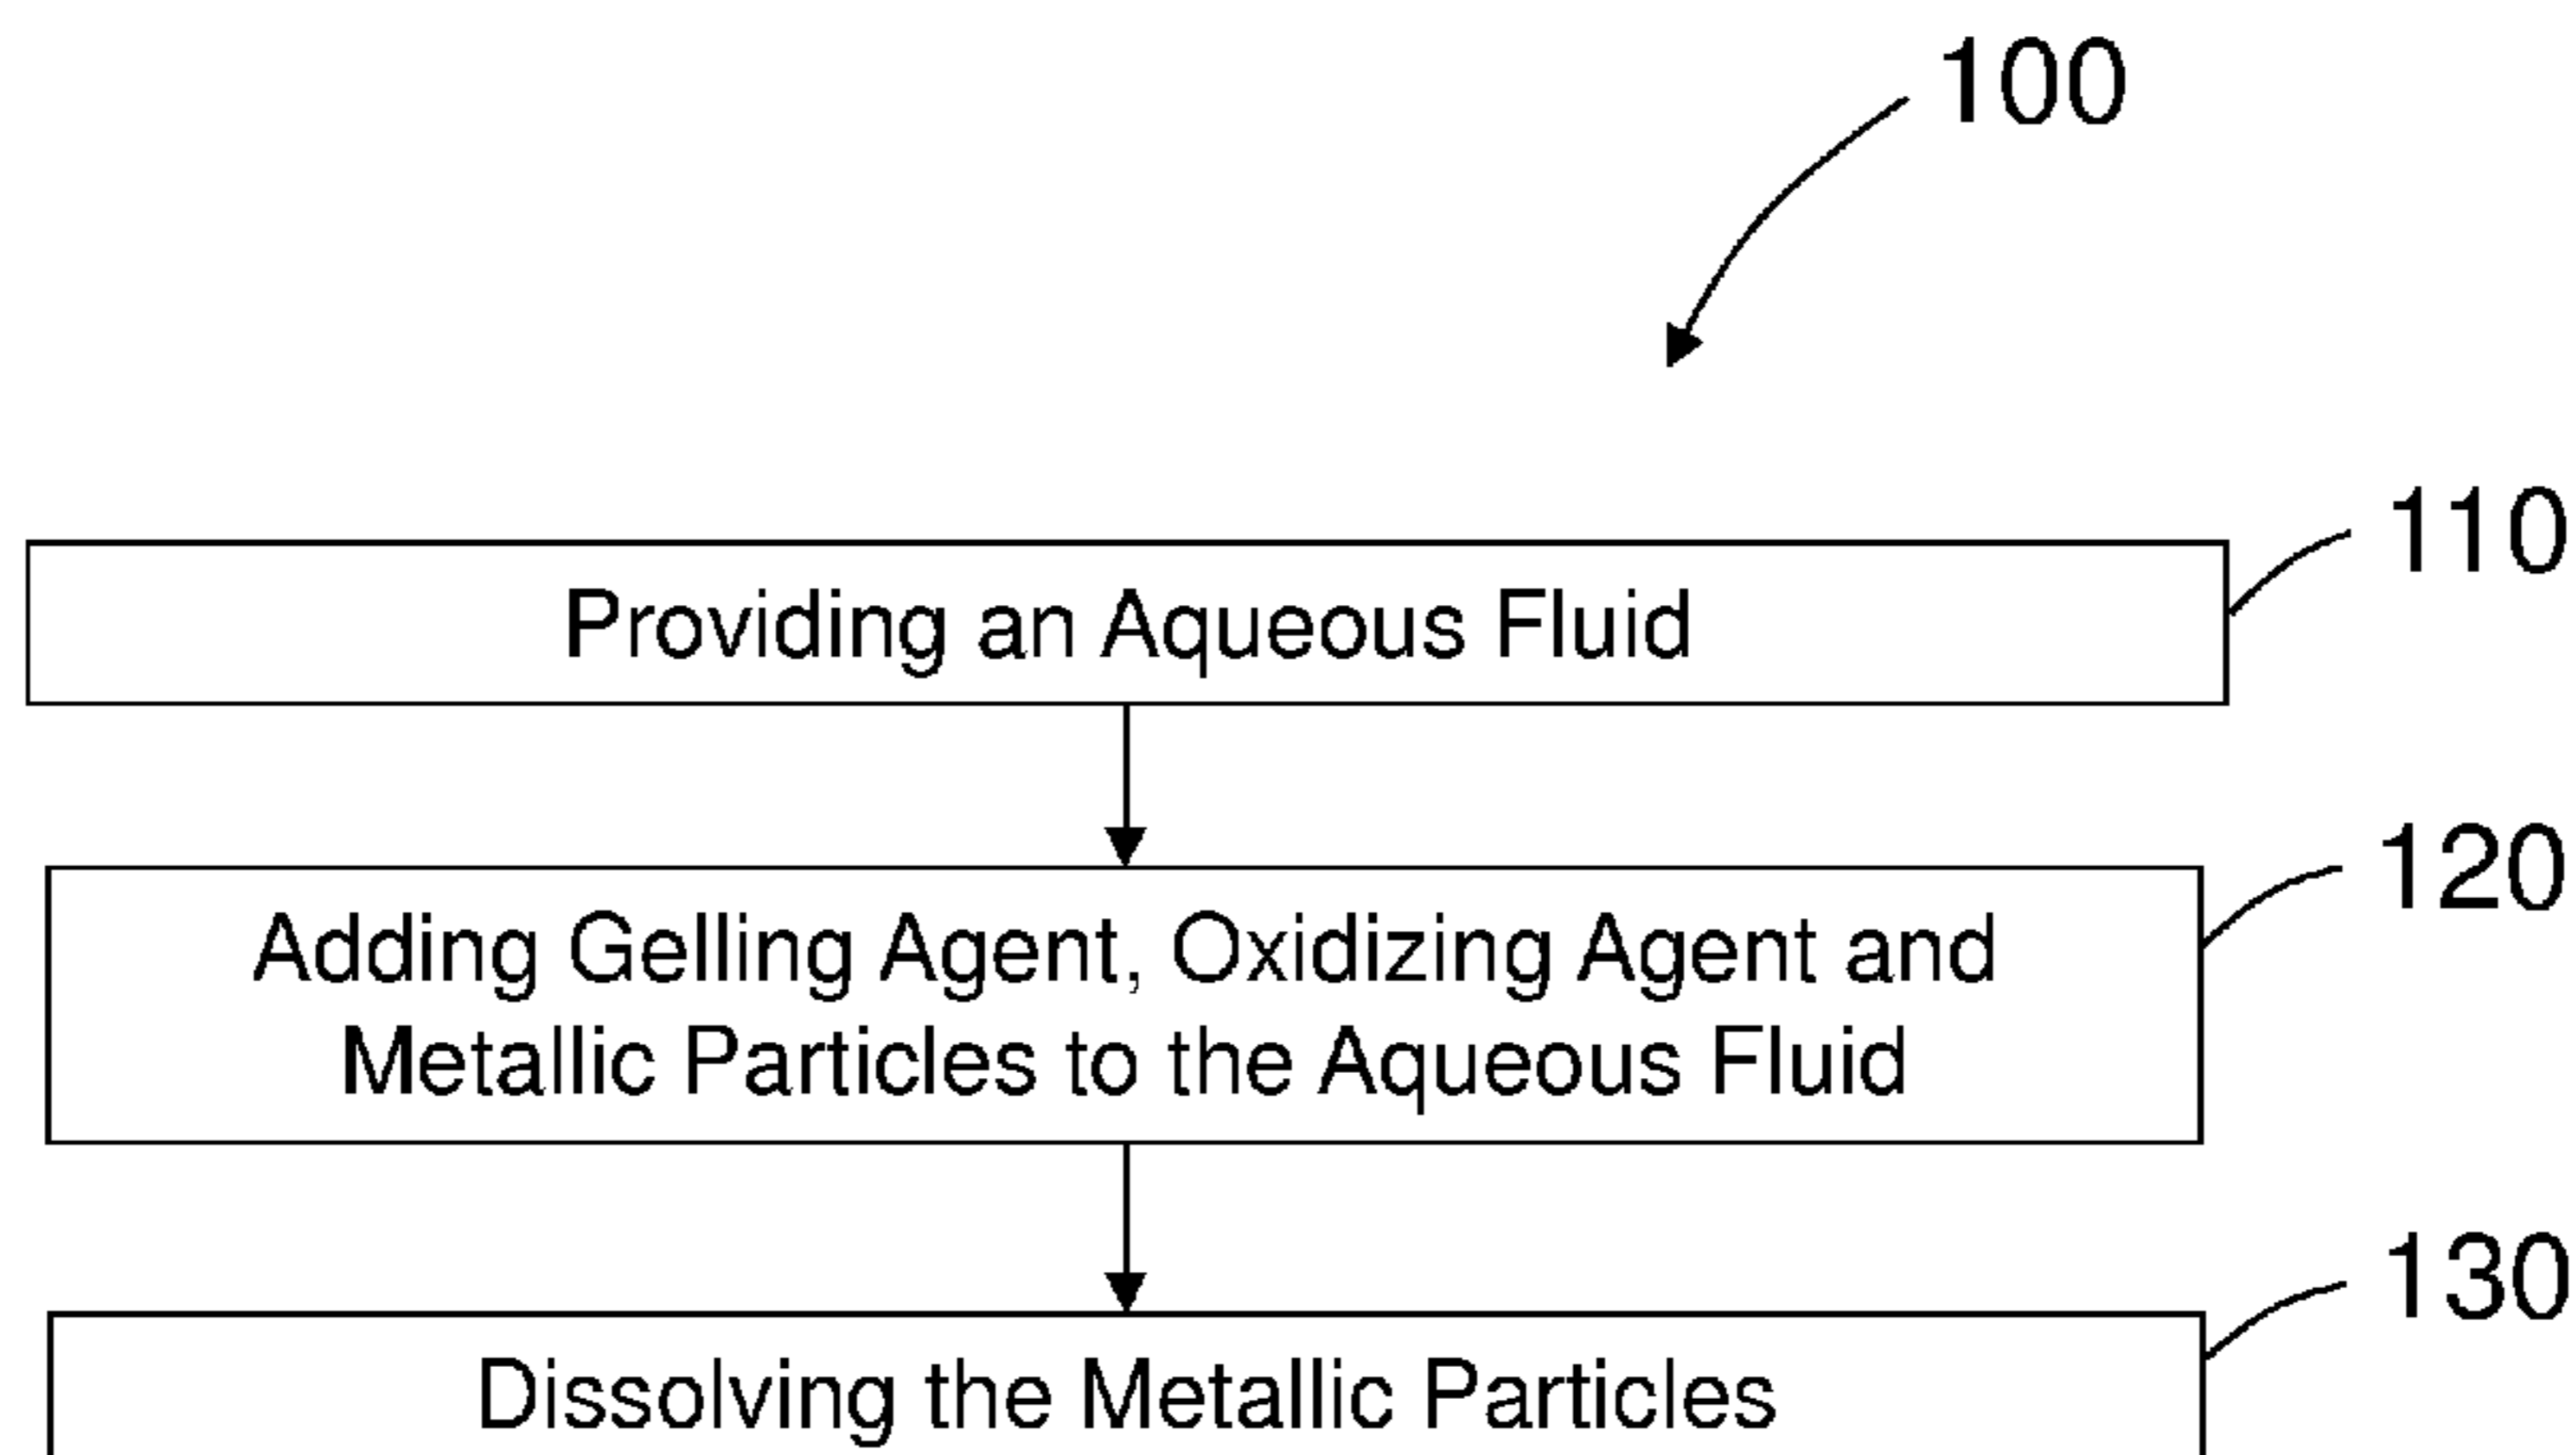 100
110
Providing an Aqueous Fluid
120
Adding Gelling Agent, Oxidizing Agent and
Metallic Particles to the Aqueous Fluid
130
Dissolving the Metallic Particles